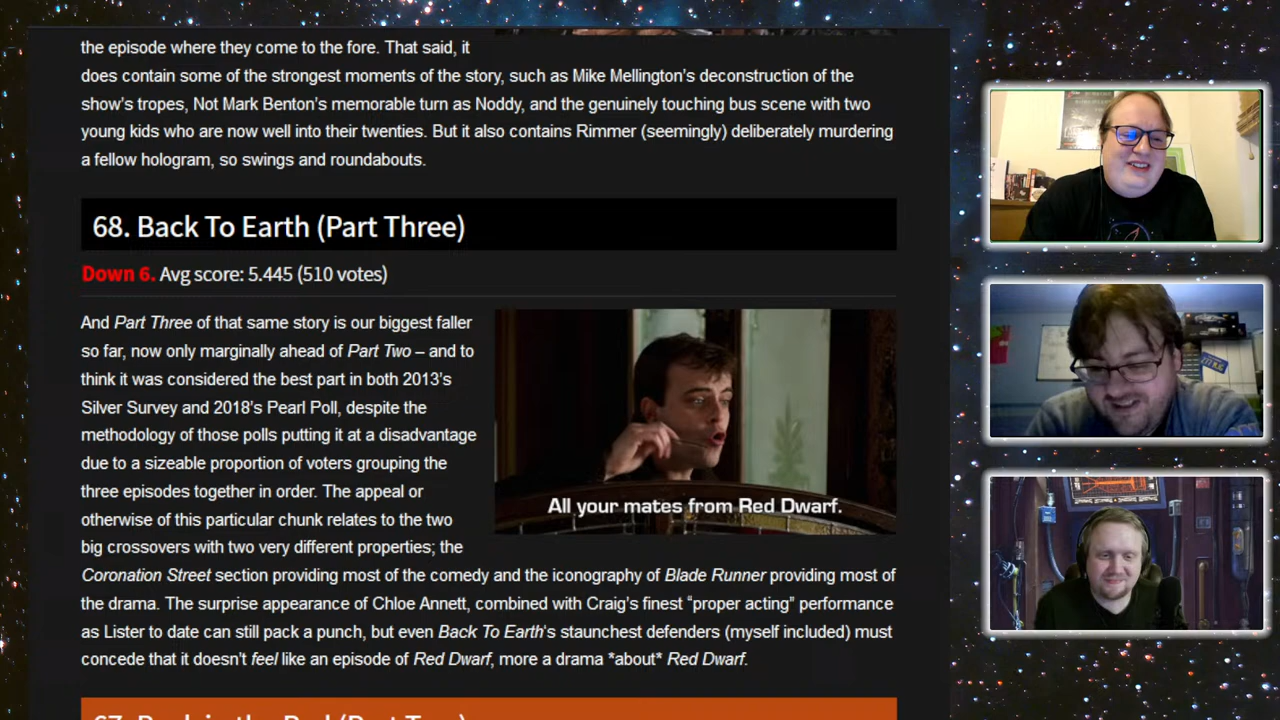 the episode where they come to the fore. That said, it
does contain some of the strongest moments of the story, such as Mike Mellington's deconstruction of the
show's tropes, Not Mark Benton's memorable turn as Noddy, and the genuinely touching bus scene with two
young kids who are now well into their twenties. But it also contains Rimmer (seemingly) deliberately murdering
a fellow hologram, so swings and roundabouts.
68. Back To Earth (Part Three)
Down 6. Avg score: 5.445 (510 votes)
And Part Three of that same story is our biggest faller
so far, now only marginally ahead of Part Two – and to
think it was considered the best part in both 2013's
Silver Survey and 2018's Pearl Poll, despite the
methodology of those polls putting it at a disadvantage
due to a sizeable proportion of voters grouping the
three episodes together in order. The appeal or
otherwise of this particular chunk relates to the two
big crossovers with two very different properties; the
Coronation Street section providing most of the comedy and the iconography of Blade Runner providing most of
the drama. The surprise appearance of Chloe Annett, combined with Craig's finest "proper acting" performance
as Lister to date can still pack a punch, but even Back To Earth's staunchest defenders (myself included) must
concede that it doesn't feel like an episode of Red Dwarf, more a drama *about* Red Dwarf.
All your mates from Red Dwarf.